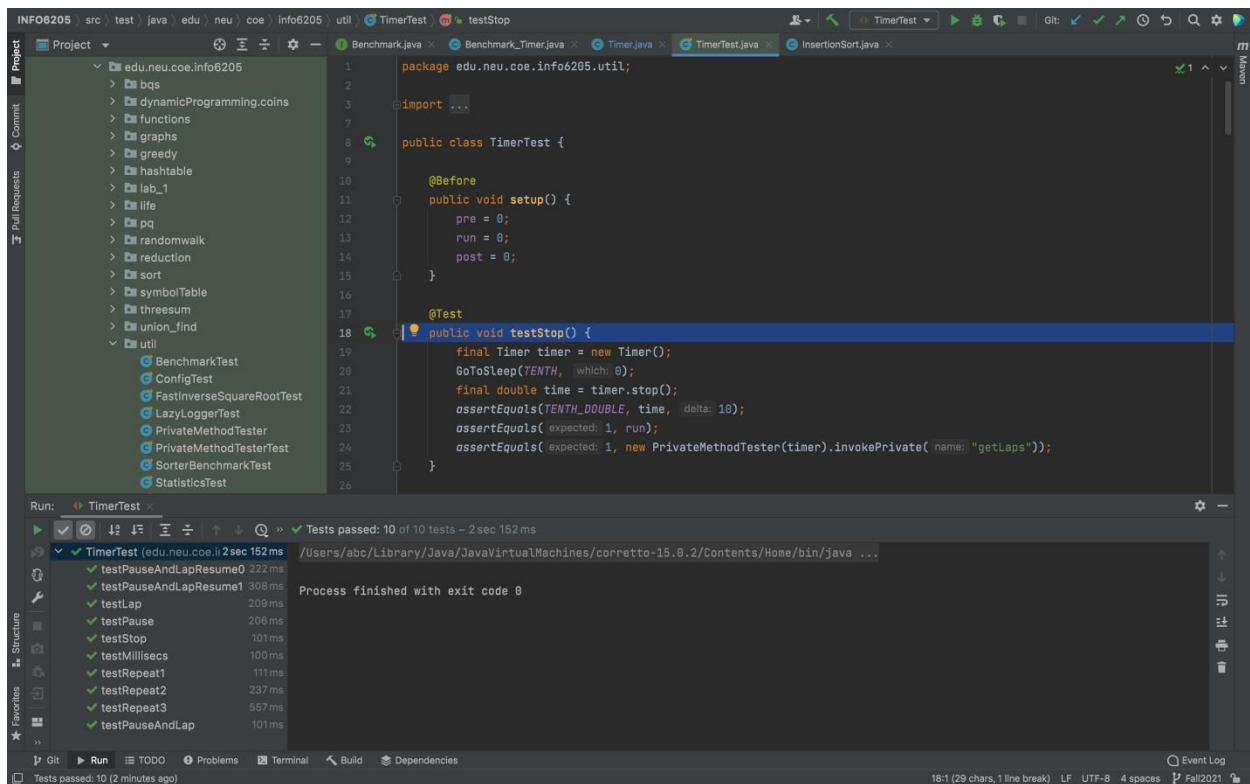 INFO6205 › src › test › java › edu › neu › coe › info6205 › util › TimerTest › testStop
TimerTest
Git:
Project
Benchmark.java
Benchmark_Timer.java
Timer.java
TimerTest.java
InsertionSort.java
Project
Commit
Pull Requests
Structure
Favorites
Maven
edu.neu.coe.info6205
bqs
dynamicProgramming.coins
functions
graphs
greedy
hashtable
lab_1
life
pq
randomwalk
reduction
sort
symbolTable
threesum
union_find
util
BenchmarkTest
ConfigTest
FastInverseSquareRootTest
LazyLoggerTest
PrivateMethodTester
PrivateMethodTesterTest
SorterBenchmarkTest
StatisticsTest
1
1 package edu.neu.coe.info6205.util;
2
3 import ...
7
8 public class TimerTest {
9
10 @Before
11 public void setup() {
12 pre = 0;
13 run = 0;
14 post = 0;
15 }
16
17 @Test
18 public void testStop() {
19 final Timer timer = new Timer();
20 GoToSleep(TENTH, which: 0);
21 final double time = timer.stop();
22 assertEquals(TENTH_DOUBLE, time, delta: 10);
23 assertEquals( expected: 1, run);
24 assertEquals( expected: 1, new PrivateMethodTester(timer).invokePrivate( name: "getLaps"));
25 }
26
Run: TimerTest
Tests passed: 10 of 10 tests – 2 sec 152 ms
TimerTest (edu.neu.coe.i 2 sec 152 ms
testPauseAndLapResume0 222 ms
testPauseAndLapResume1 308 ms
testLap 209 ms
testPause 206 ms
testStop 101 ms
testMillisecs 100 ms
testRepeat1 111 ms
testRepeat2 237 ms
testRepeat3 557 ms
testPauseAndLap 101 ms
/Users/abc/Library/Java/JavaVirtualMachines/corretto-15.0.2/Contents/Home/bin/java ...
Process finished with exit code 0
Git Run TODO Problems Terminal Build Dependencies Event Log
Tests passed: 10 (2 minutes ago) 18:1 (29 chars, 1 line break) LF UTF-8 4 spaces Fall2021